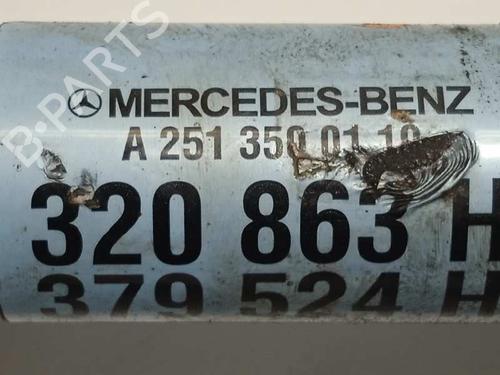 B-PARTS
MERCEDES-BENZ
A 251 350 01 10
320 863 H
379 524 H